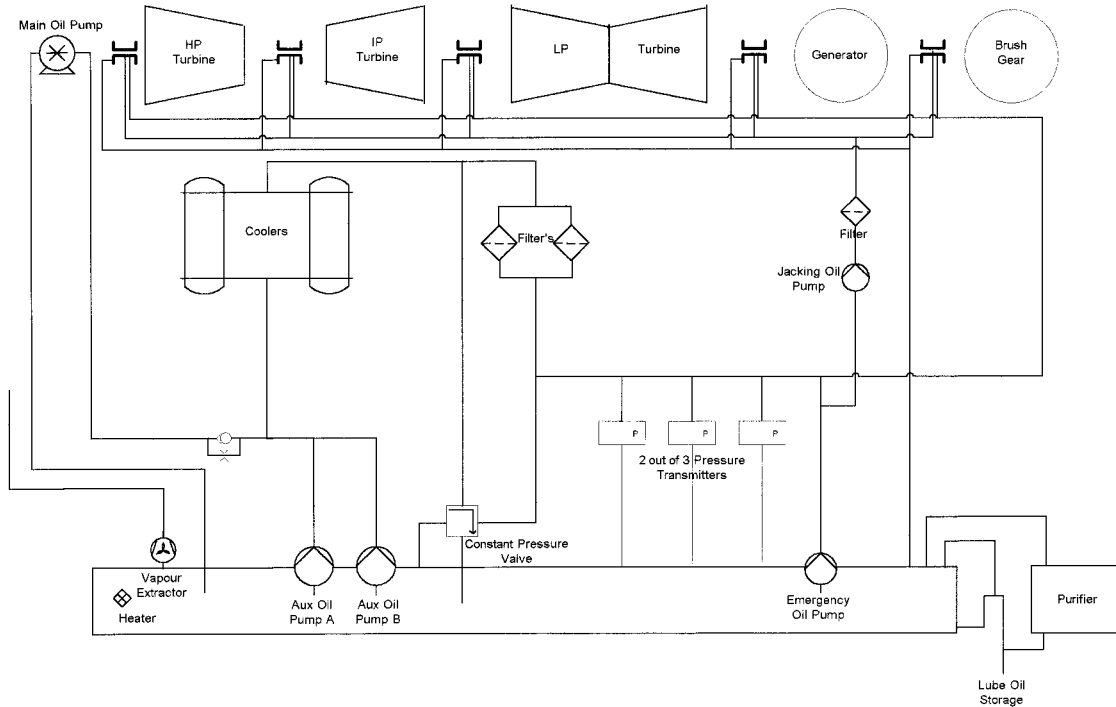 Main Oil Pump
HP
Turbine
IP
Turbine
LP
Turbine
Generator
Brush
Gear
Coolers
Filter's
Filter
Jacking Oil
Pump
P
P
P
2 out of 3 Pressure
Transmitters
Constant Pressure
Valve
Vapour
Extractor
Heater
Aux Oil
Pump A
Aux Oil
Pump B
Emergency
Oil Pump
Purifier
Lube Oil
Storage